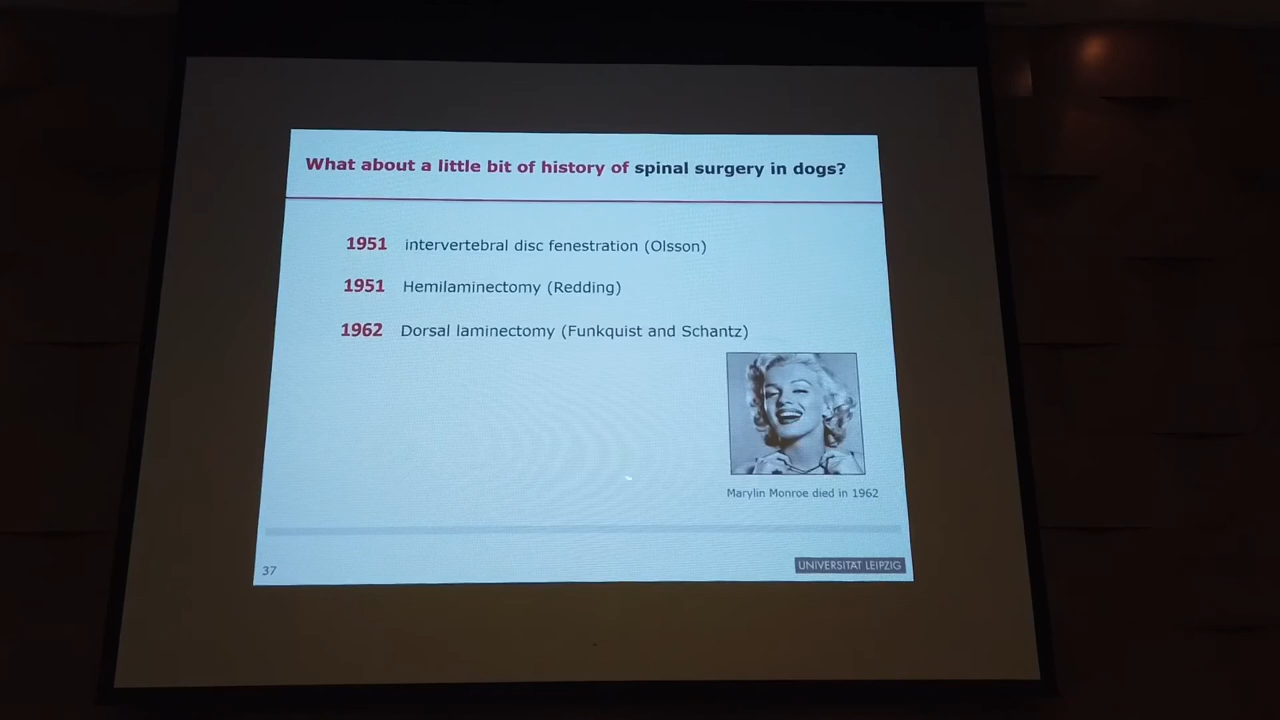 What about a little bit of history of spinal surgery in dogs?
1951 intervertebral disc fenestration (Olsson)
1951 Hemilaminectomy (Redding)
1962 Dorsal laminectomy (Funkquist and Schantz)
Marylin Monroe died in 1962
37
UNIVERSITÄT LEIPZIG